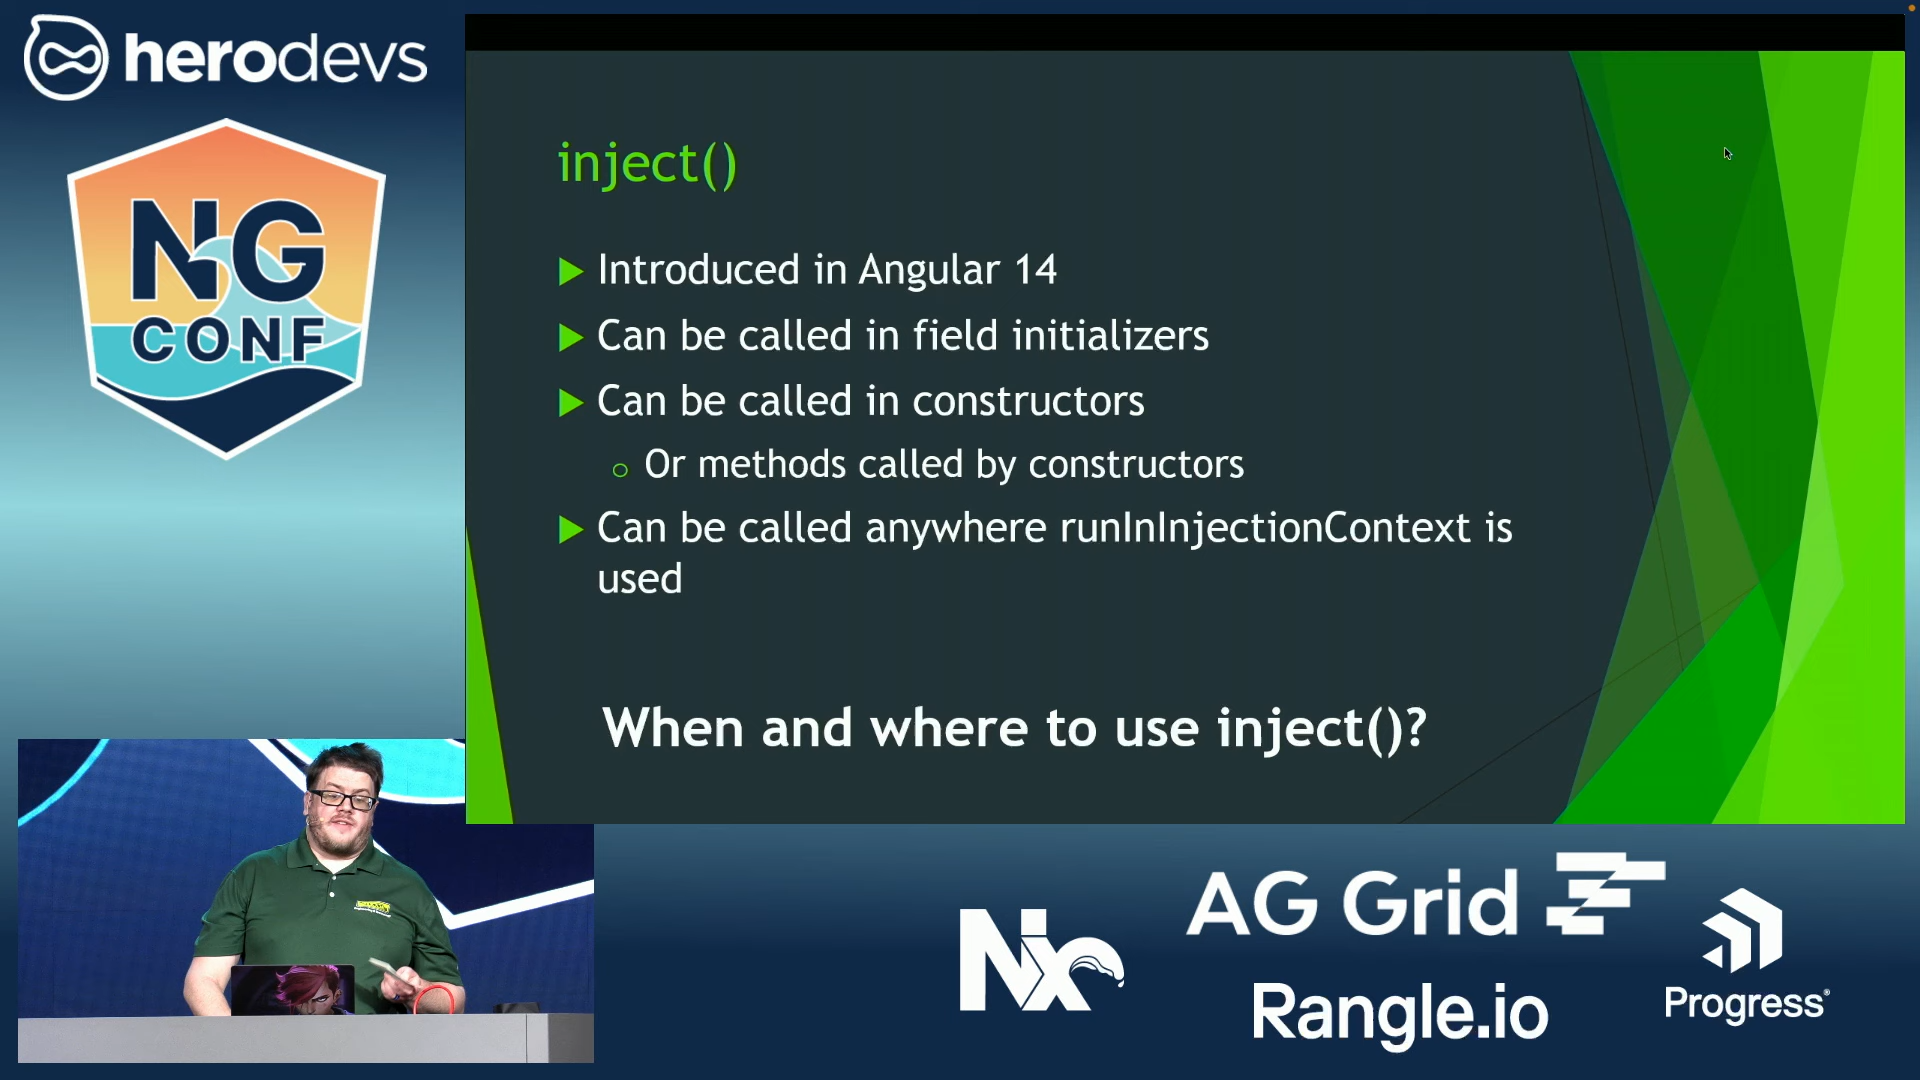 herodevs
NG
CONF
inject()
Introduced in Angular 14
Can be called in field initializers
Can be called in constructors
Or methods called by constructors
Can be called anywhere runInInjectionContext is
used
When and where to use inject()?
Nx
AG Grid
Rangle.io
Progress®